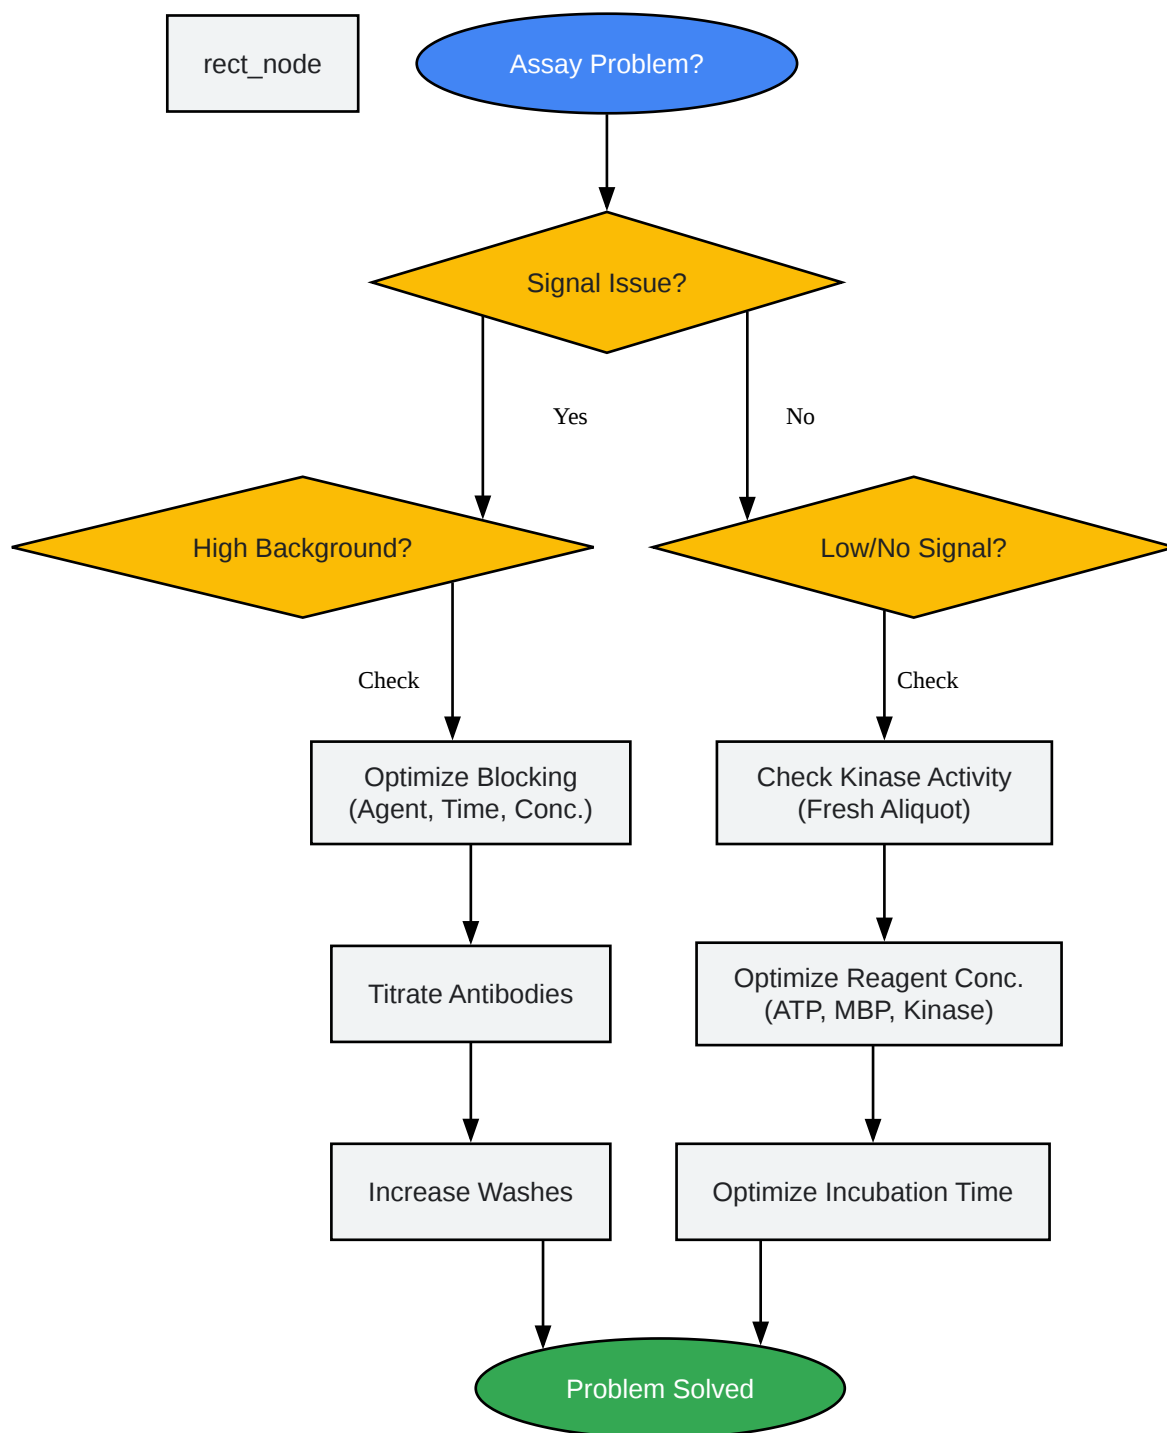 rect_node
Assay Problem?
Signal Issue?
Yes
No
High Background?
Low/No Signal?
Check
Check
Optimize Blocking
(Agent, Time, Conc.)
Check Kinase Activity
(Fresh Aliquot)
Titrate Antibodies
Optimize Reagent Conc.
(ATP, MBP, Kinase)
Increase Washes
Optimize Incubation Time
Problem Solved